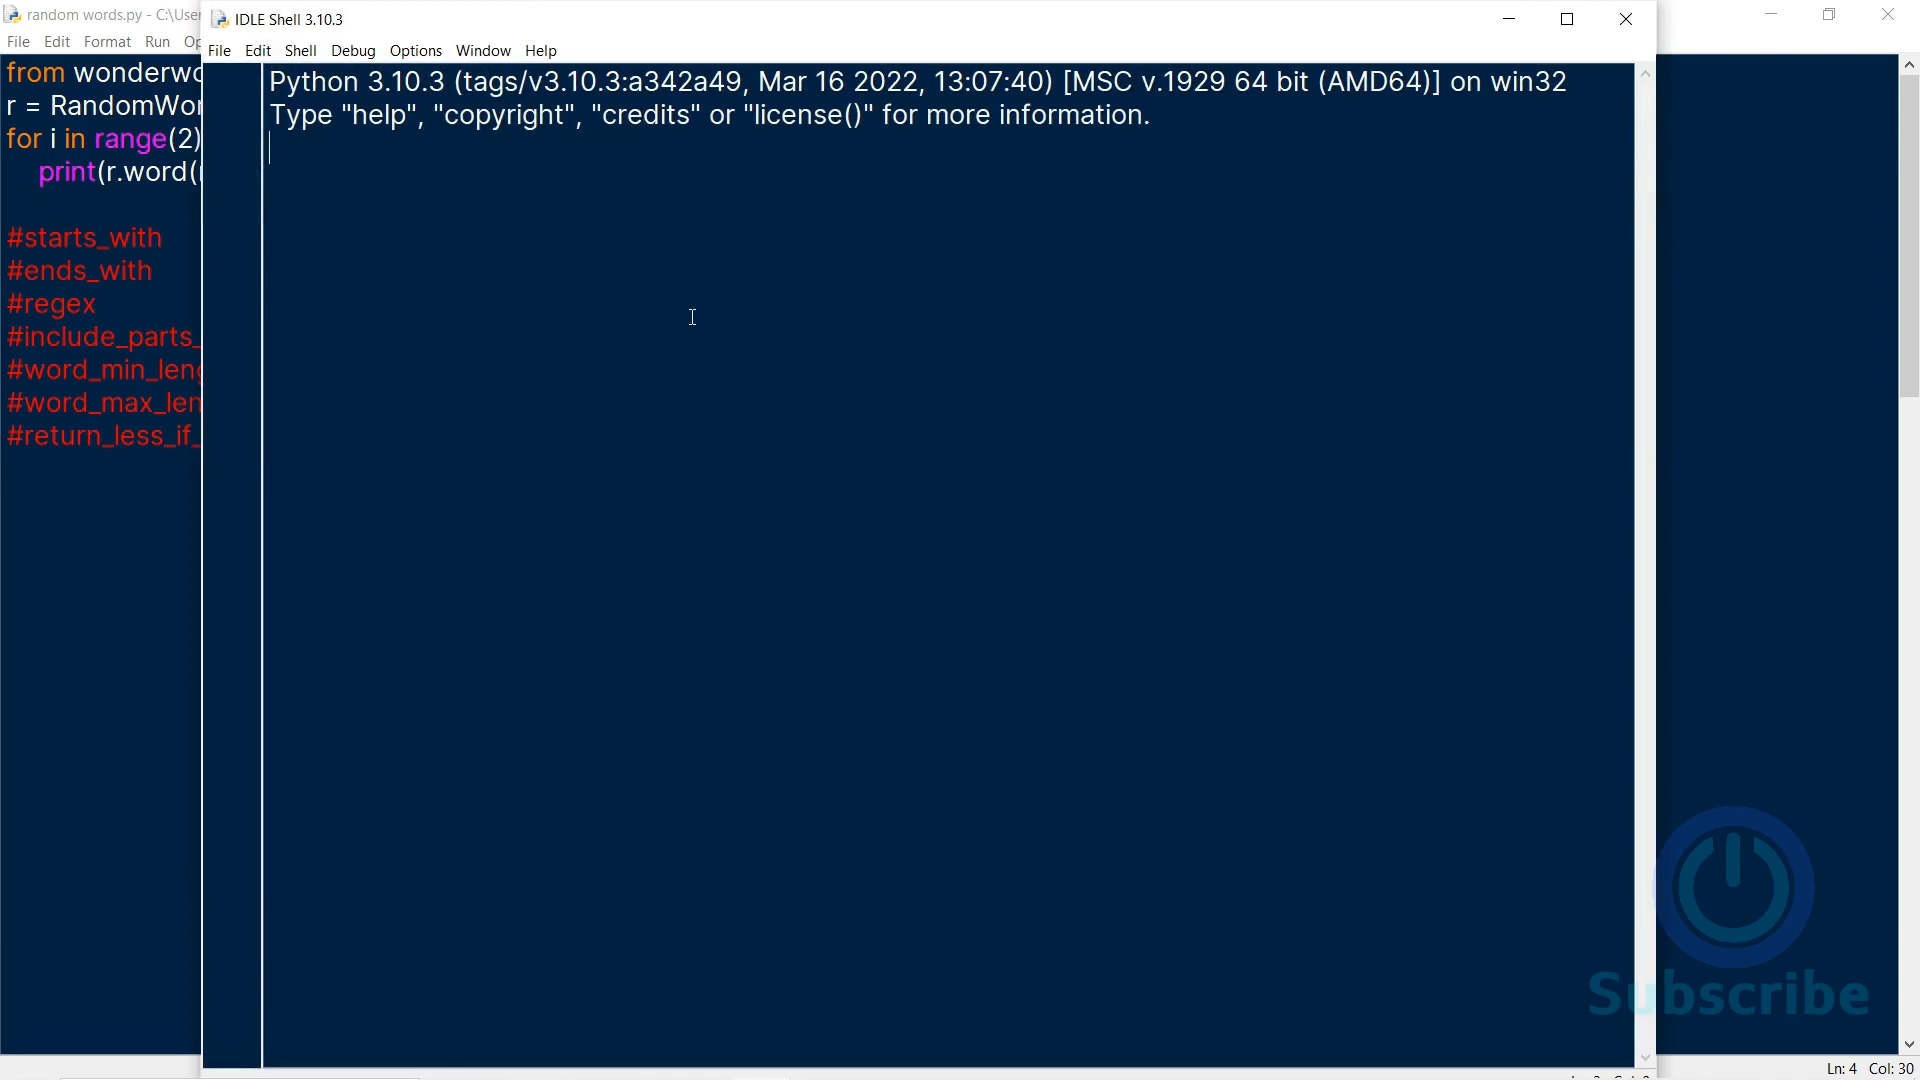 random words.py - C:\User
File Edit Format Run Op
from wonderwo
r = RandomWor
for i in range(2)
print(r.word(
#starts_with
#ends_with
#regex
#include_parts_
#word_min_leng
#word_max_len
#return_less_if_
IDLE Shell 3.10.3
File Edit Shell Debug Options Window Help
Python 3.10.3 (tags/v3.10.3:a342a49, Mar 16 2022, 13:07:40) [MSC v.1929 64 bit (AMD64)] on win32
Type "help", "copyright", "credits" or "license()" for more information.
Subscribe
Ln: 4 Col: 30